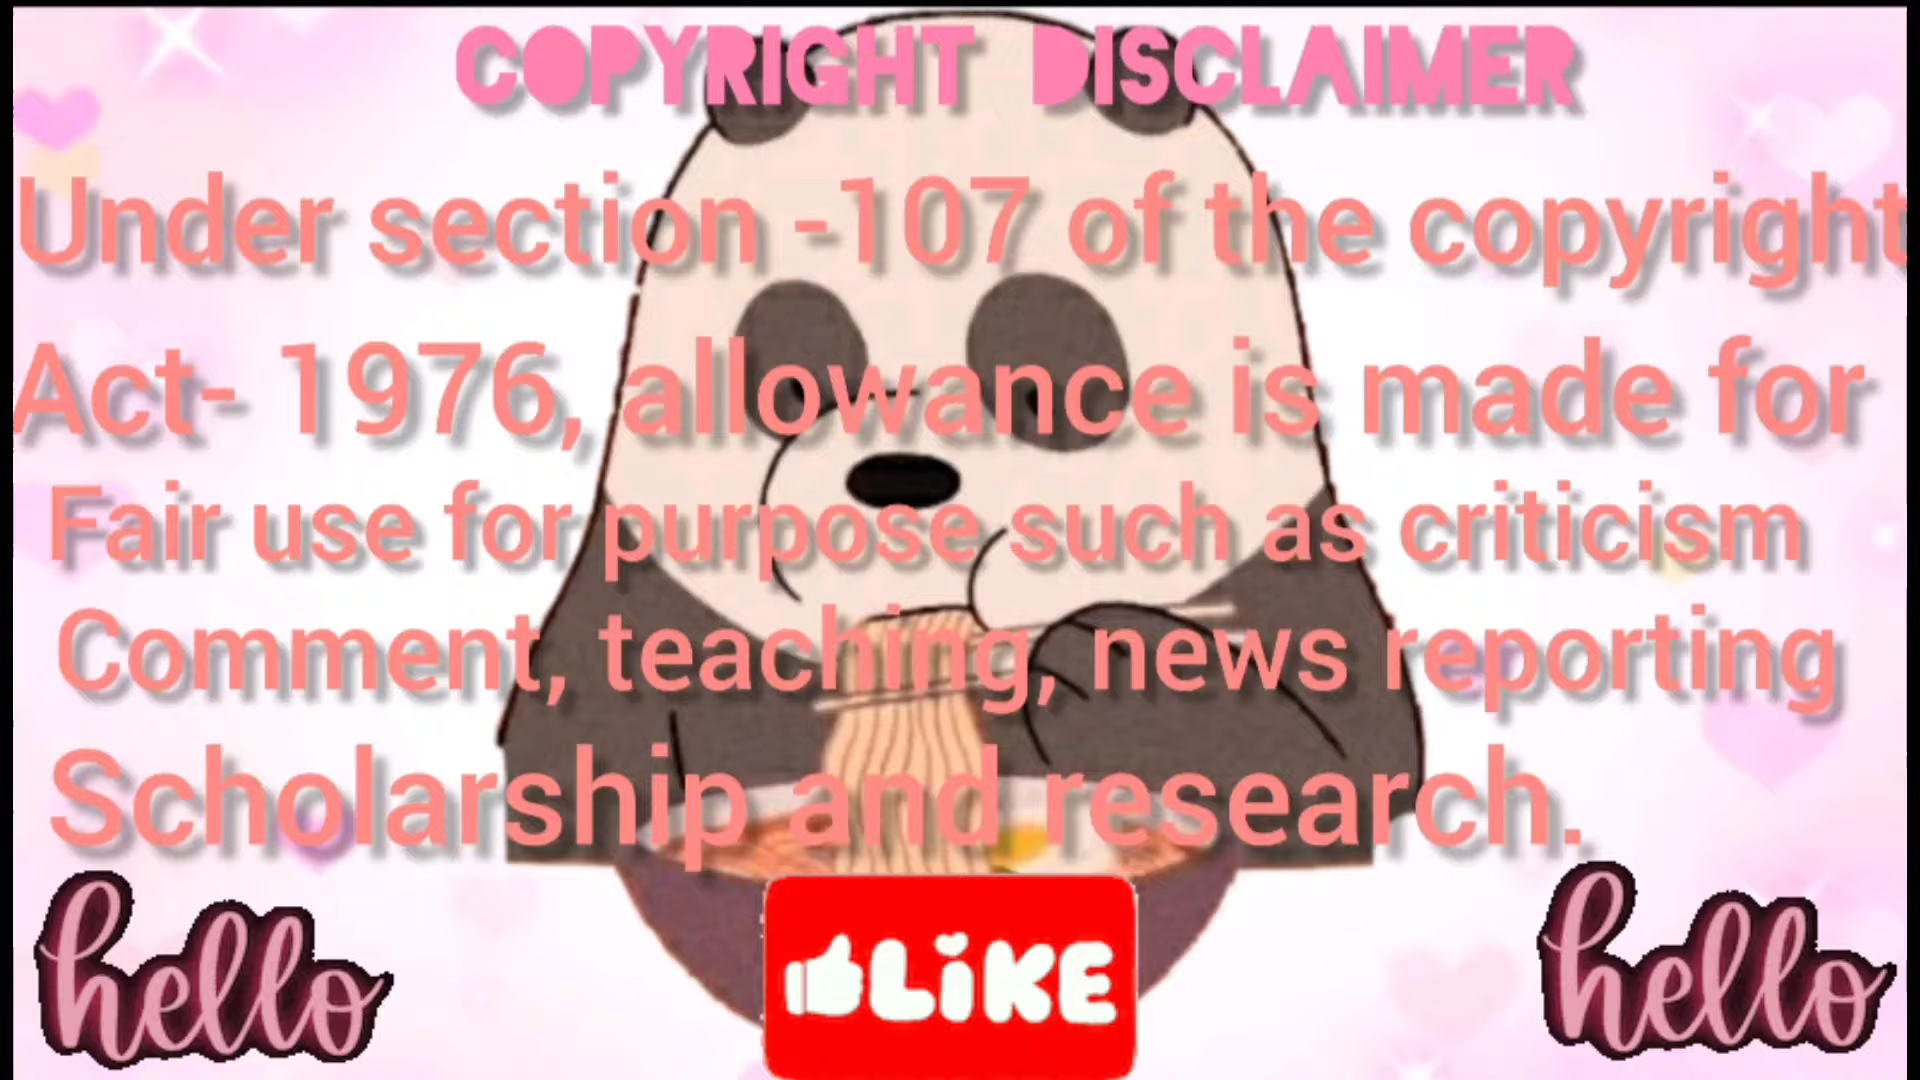 COPYRIGHT DISCLAIMER
Under section -107 of the copyright
Act- 1976, allowance is made for
Fair use for purpose such as criticism
Comment, teaching, news reporting
Scholarship and research.
hello
LiKE
hello